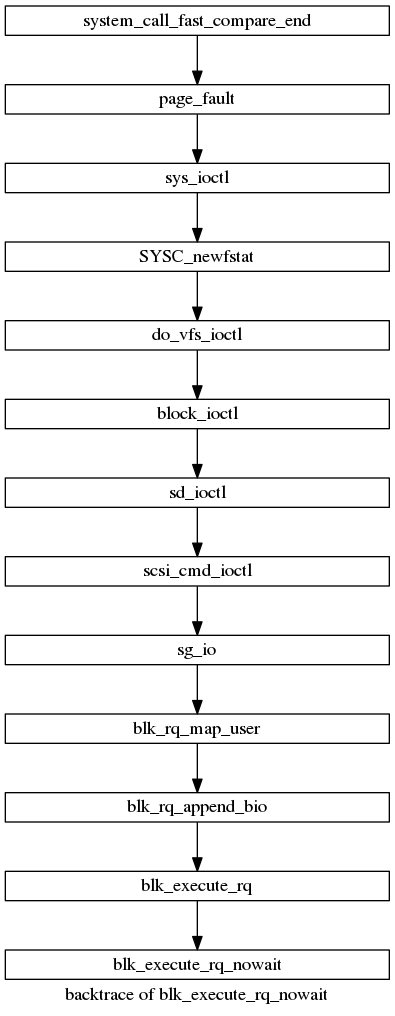 system_call_fast_compare_end
page_fault
sys_ioctl
SYSC_newfstat
do_vfs_ioctl
block_ioctl
sd_ioctl
scsi_cmd_ioctl
sg_io
blk_rq_map_user
blk_rq_append_bio
blk_execute_rq
blk_execute_rq_nowait
backtrace of blk_execute_rq_nowait